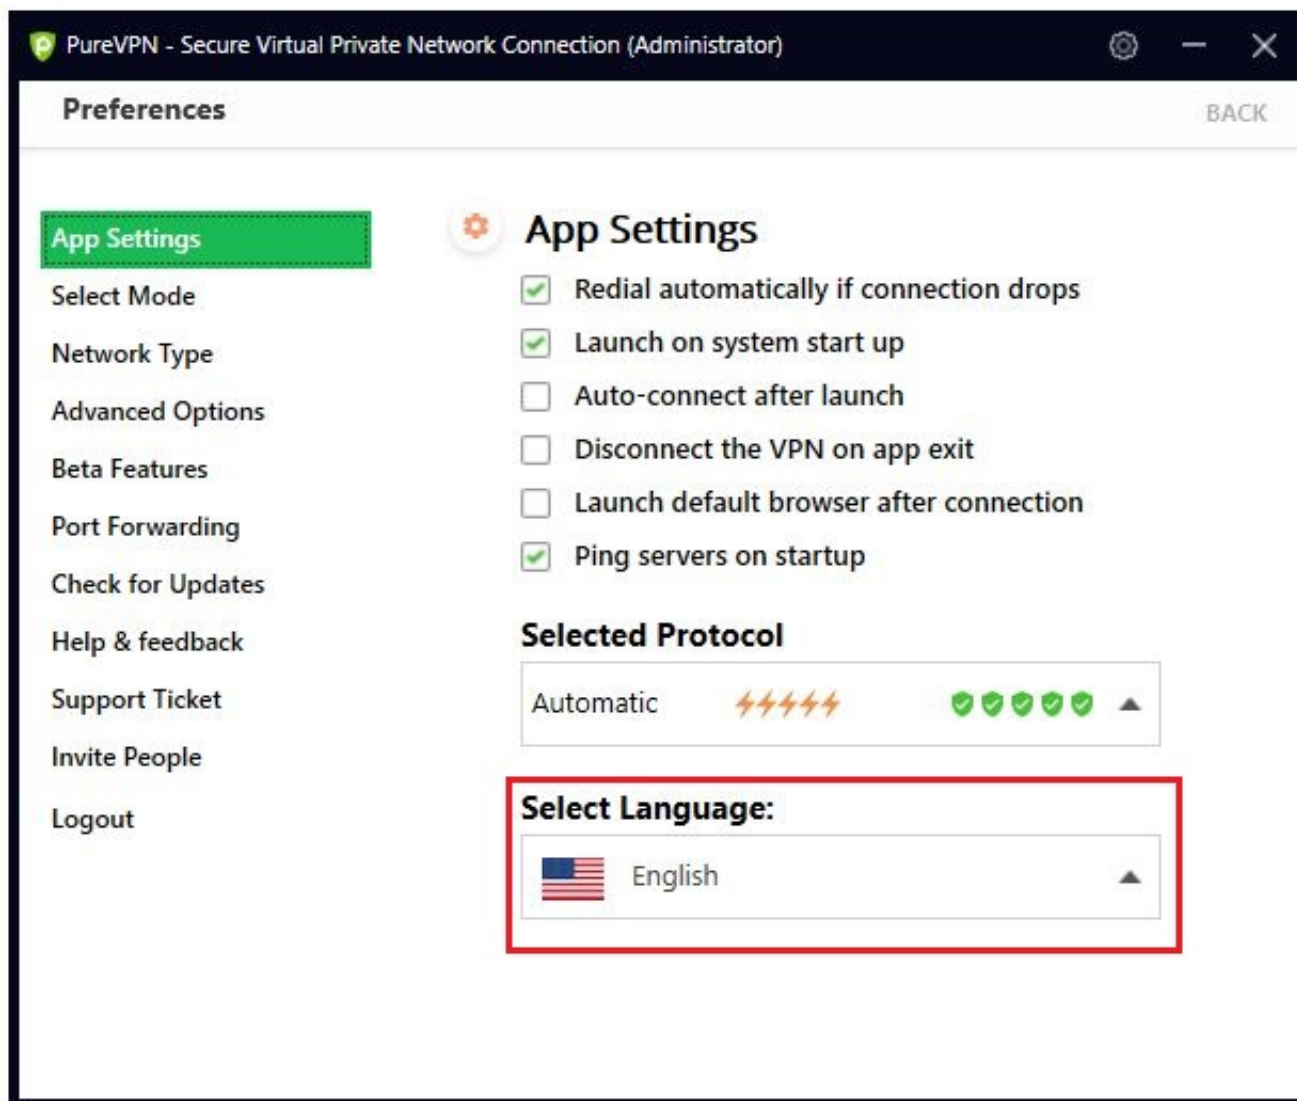 PureVPN - Secure Virtual Private Network Connection (Administrator)
Preferences
BACK
App Settings
Select Mode
Network Type
Advanced Options
Beta Features
Port Forwarding
Check for Updates
Help & feedback
Support Ticket
Invite People
Logout
App Settings
Redial automatically if connection drops
Launch on system start up
Auto-connect after launch
Disconnect the VPN on app exit
Launch default browser after connection
Ping servers on startup
Selected Protocol
Automatic
Select Language:
English